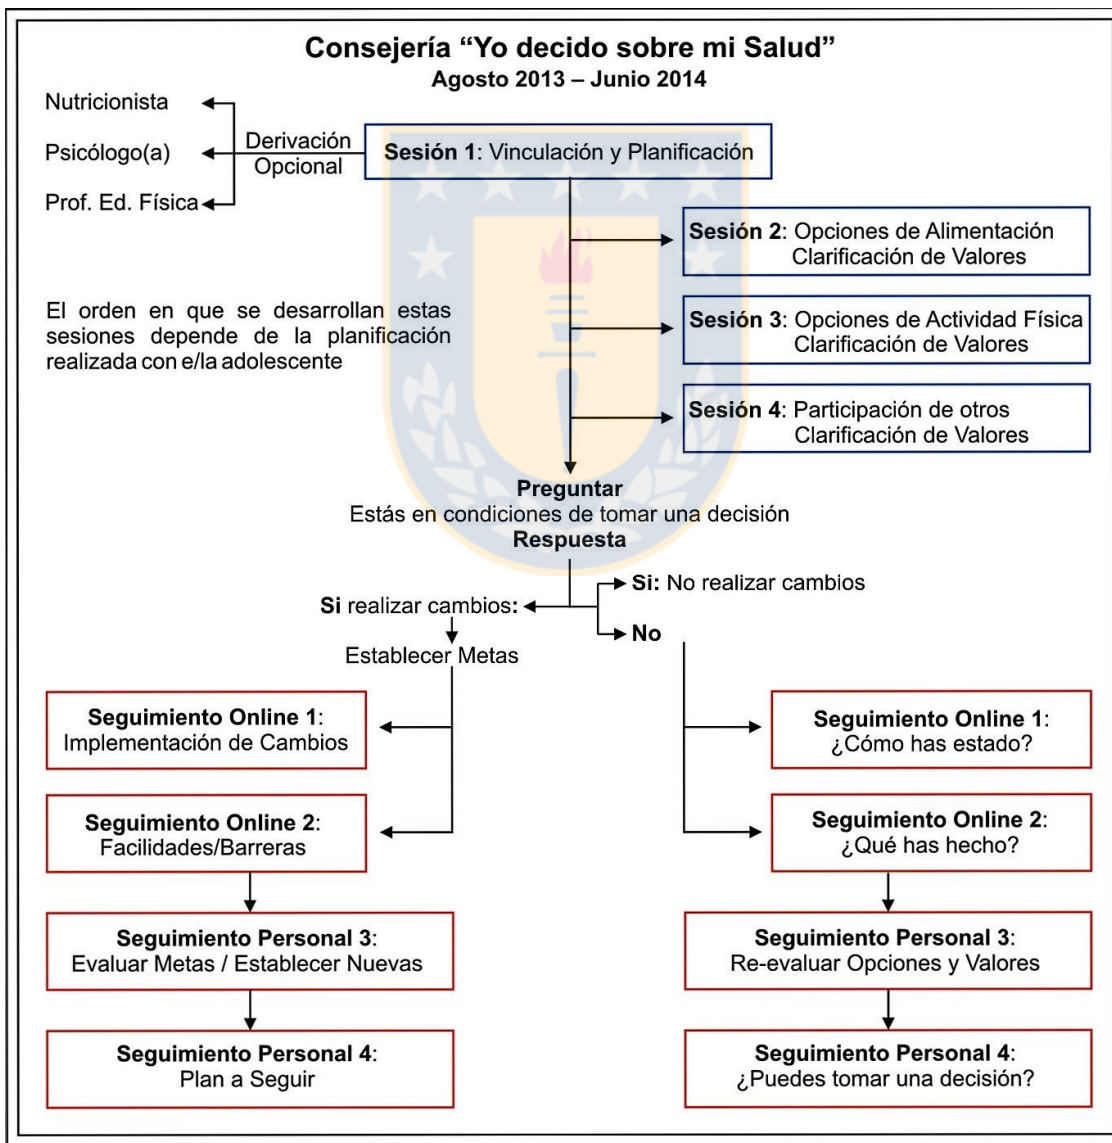 Consejería “Yo decido sobre mi Salud”
Agosto 2013 – Junio 2014
Nutricionista
Psicólogo(a)
Prof. Ed. Física
Derivación
Opcional
Sesión 1: Vinculación y Planificación
Sesión 2: Opciones de Alimentación
Clarificación de Valores
Sesión 3: Opciones de Actividad Física
Clarificación de Valores
Sesión 4: Participación de otros
Clarificación de Valores
El orden en que se desarrollan estas
sesiones depende de la planificación
realizada con e/la adolescente
Preguntar
Estás en condiciones de tomar una decisión
Respuesta
Si realizar cambios:
Si: No realizar cambios
No
Establecer Metas
Seguimiento Online 1:
Implementación de Cambios
Seguimiento Online 2:
Facilidades/Barreras
Seguimiento Personal 3:
Evaluar Metas / Establecer Nuevas
Seguimiento Personal 4:
Plan a Seguir
Seguimiento Online 1:
¿Cómo has estado?
Seguimiento Online 2:
¿Qué has hecho?
Seguimiento Personal 3:
Re-evaluar Opciones y Valores
Seguimiento Personal 4:
¿Puedes tomar una decisión?